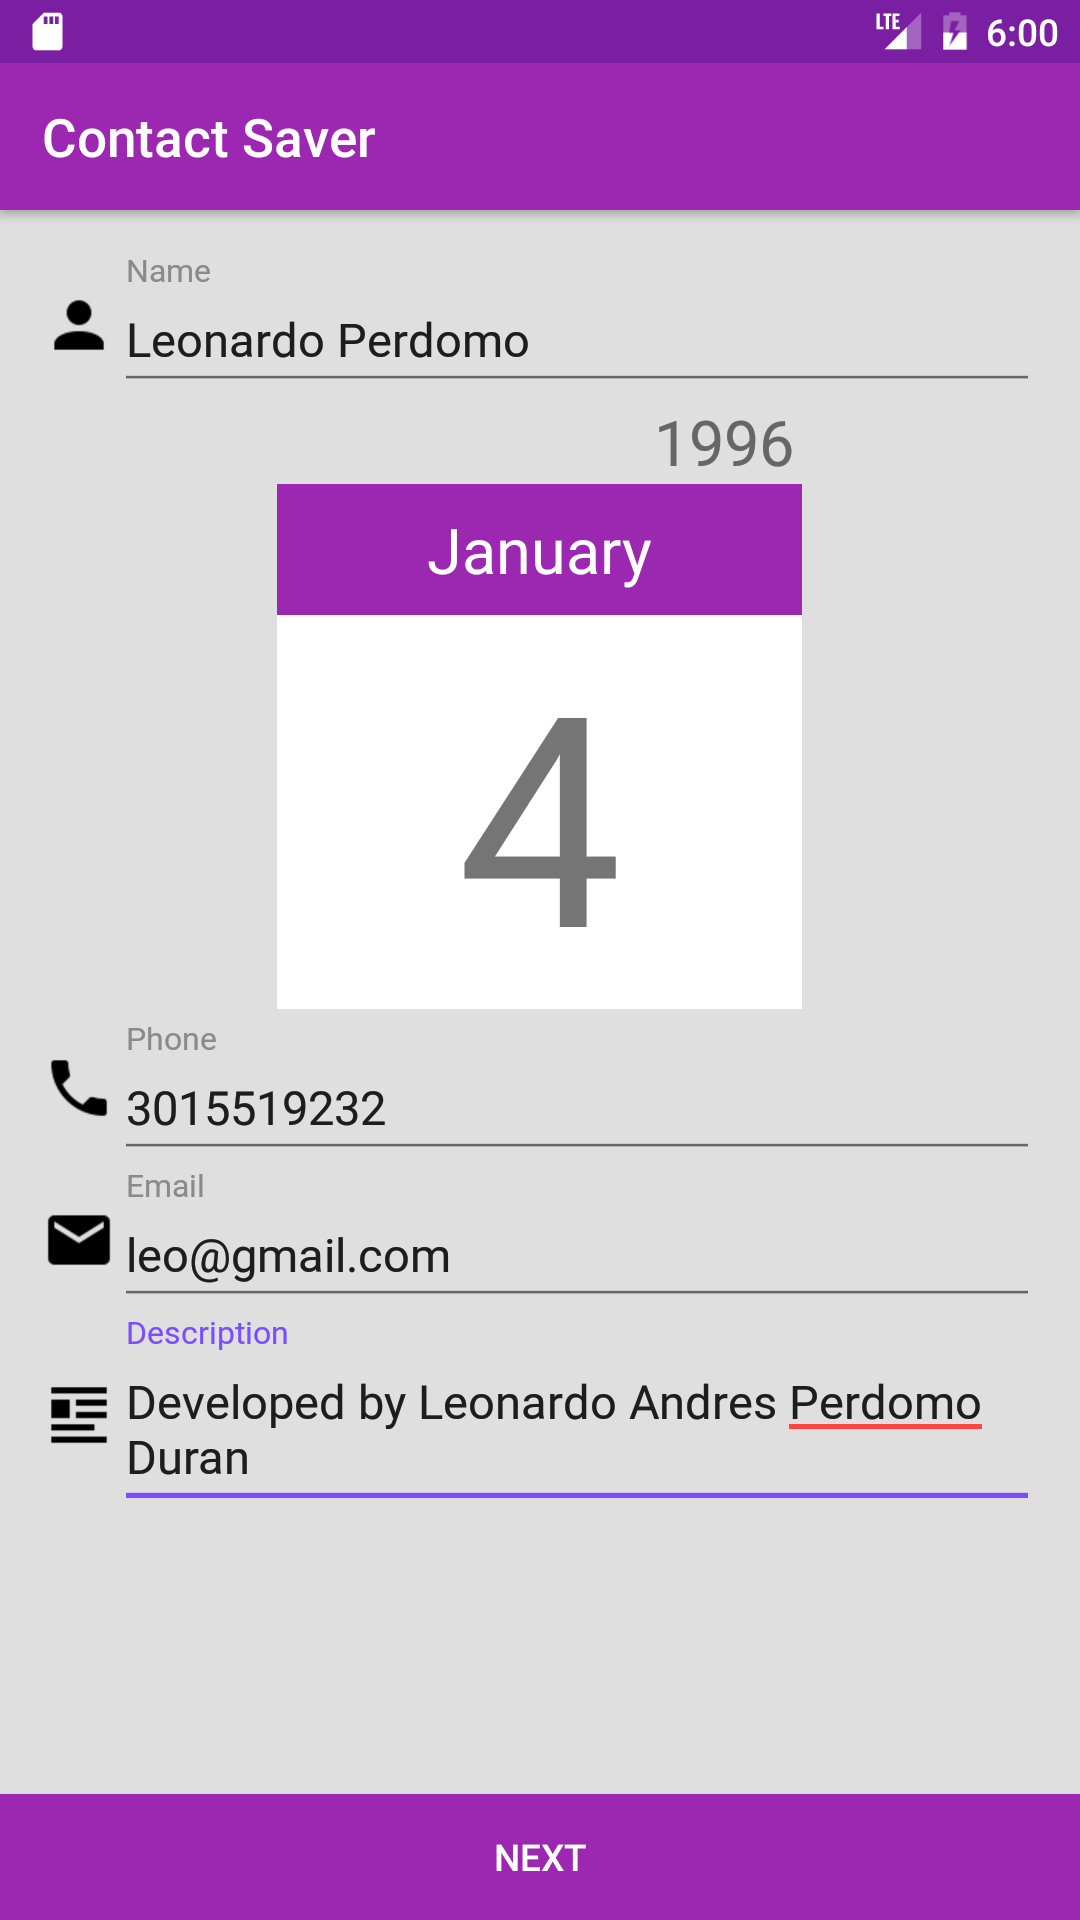 LTE 6:00
Contact Saver
Name
Leonardo Perdomo
1996
January
4
Phone
3015519232
Email
leo@gmail.com
Description
Developed by Leonardo Andres Perdomo
Duran
NEXT